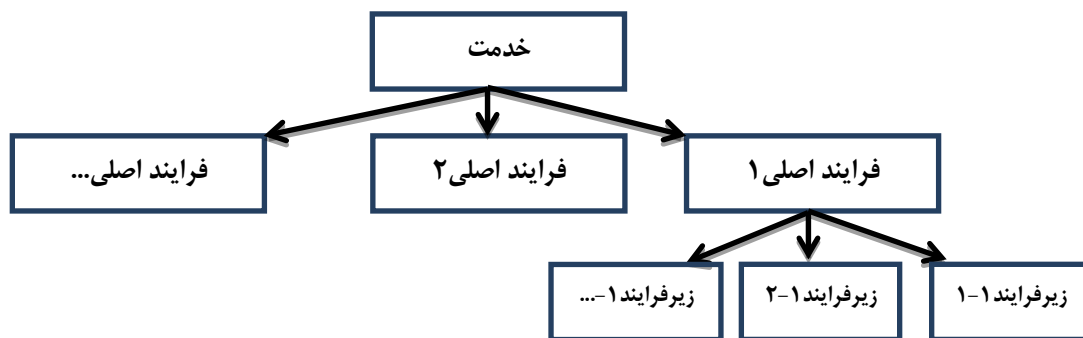 خدمت
فرایند اصلی۱
فرایند اصلی۲
فرایند اصلی...
زیرفرایند۱-۱
زیرفرایند۱-۲
زیرفرایند۱-...